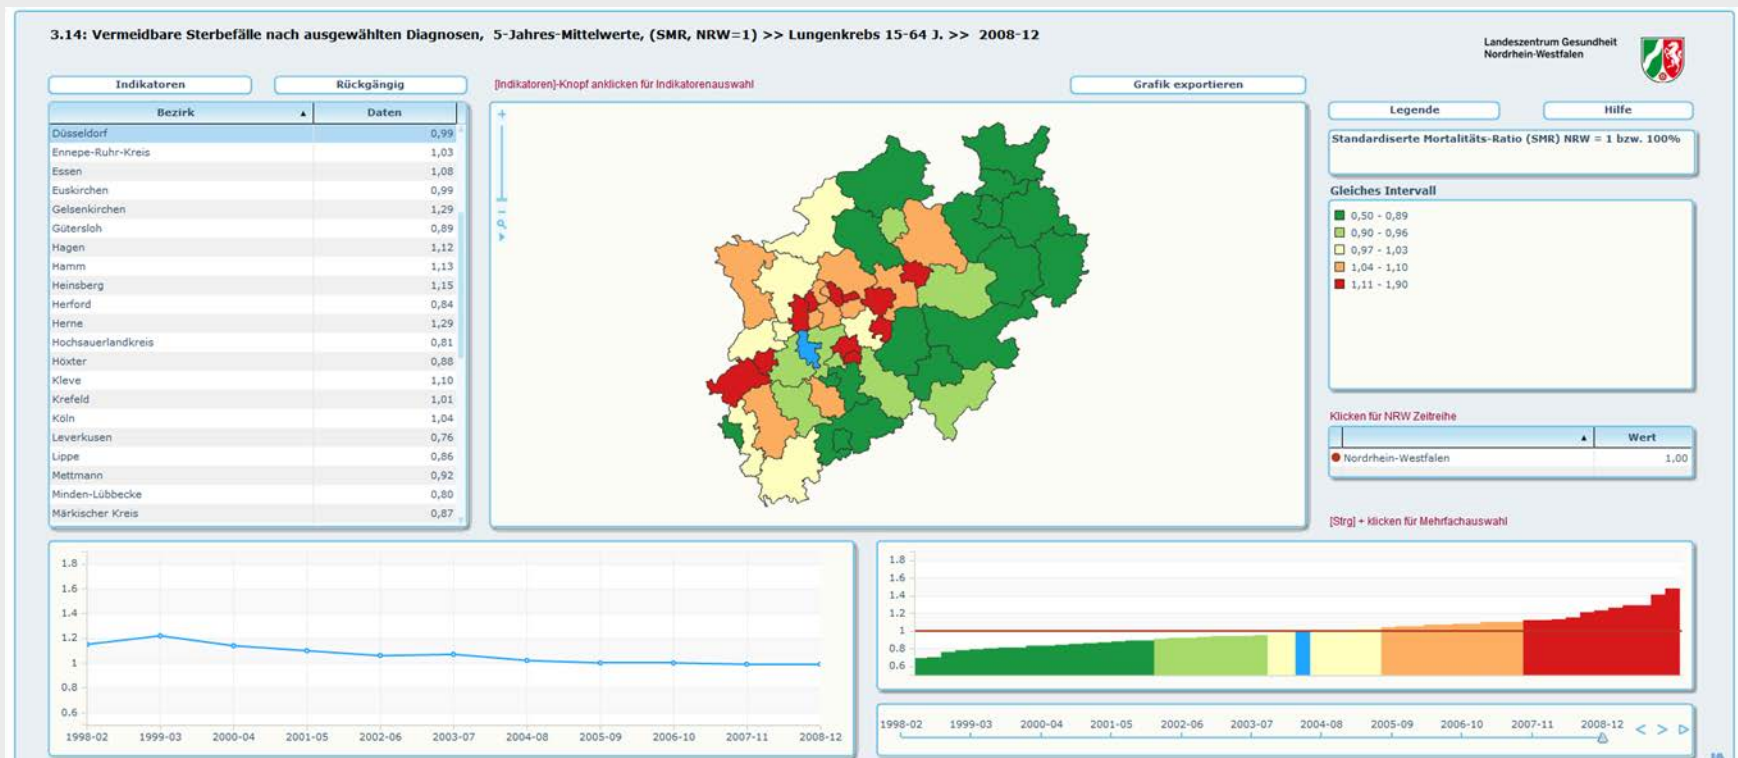 3.14: Vermeidbare Sterbefälle nach ausgewählten Diagnosen, 5-Jahres-Mittelwerte, (SMR, NRW=1) >> Lungenkrebs 15-64 J. >> 2008-12
Landeszentrum Gesundheit
Nordrhein-Westfalen
Indikatoren
Rückgängig
[Indikatoren]-Knopf anklicken für Indikatorenauswahl
Grafik exportieren
Legende
Hilfe
Bezirk ▲ Daten
Düsseldorf 0,99
Ennepe-Ruhr-Kreis 1,03
Essen 1,08
Euskirchen 0,99
Gelsenkirchen 1,29
Gütersloh 0,89
Hagen 1,12
Hamm 1,13
Heinsberg 1,15
Herford 0,84
Herne 1,29
Hochsauerlandkreis 0,81
Höxter 0,88
Kleve 1,10
Krefeld 1,01
Köln 1,04
Leverkusen 0,76
Lippe 0,86
Mettmann 0,92
Minden-Lübbecke 0,80
Märkischer Kreis 0,87
Standardiserte Mortalitäts-Ratio (SMR) NRW = 1 bzw. 100%
Gleiches Intervall
0,50 - 0,89
0,90 - 0,96
0,97 - 1,03
1,04 - 1,10
1,11 - 1,90
Klicken für NRW Zeitreihe
▲ Wert
Nordrhein-Westfalen 1,00
[Strg] + klicken für Mehrfachauswahl
1.8
1.6
1.4
1.2
1
0.8
0.6
1998-02 1999-03 2000-04 2001-05 2002-06 2003-07 2004-08 2005-09 2006-10 2007-11 2008-12
1.8
1.6
1.4
1.2
1
0.8
0.6
1998-02 1999-03 2000-04 2001-05 2002-06 2003-07 2004-08 2005-09 2006-10 2007-11 2008-12